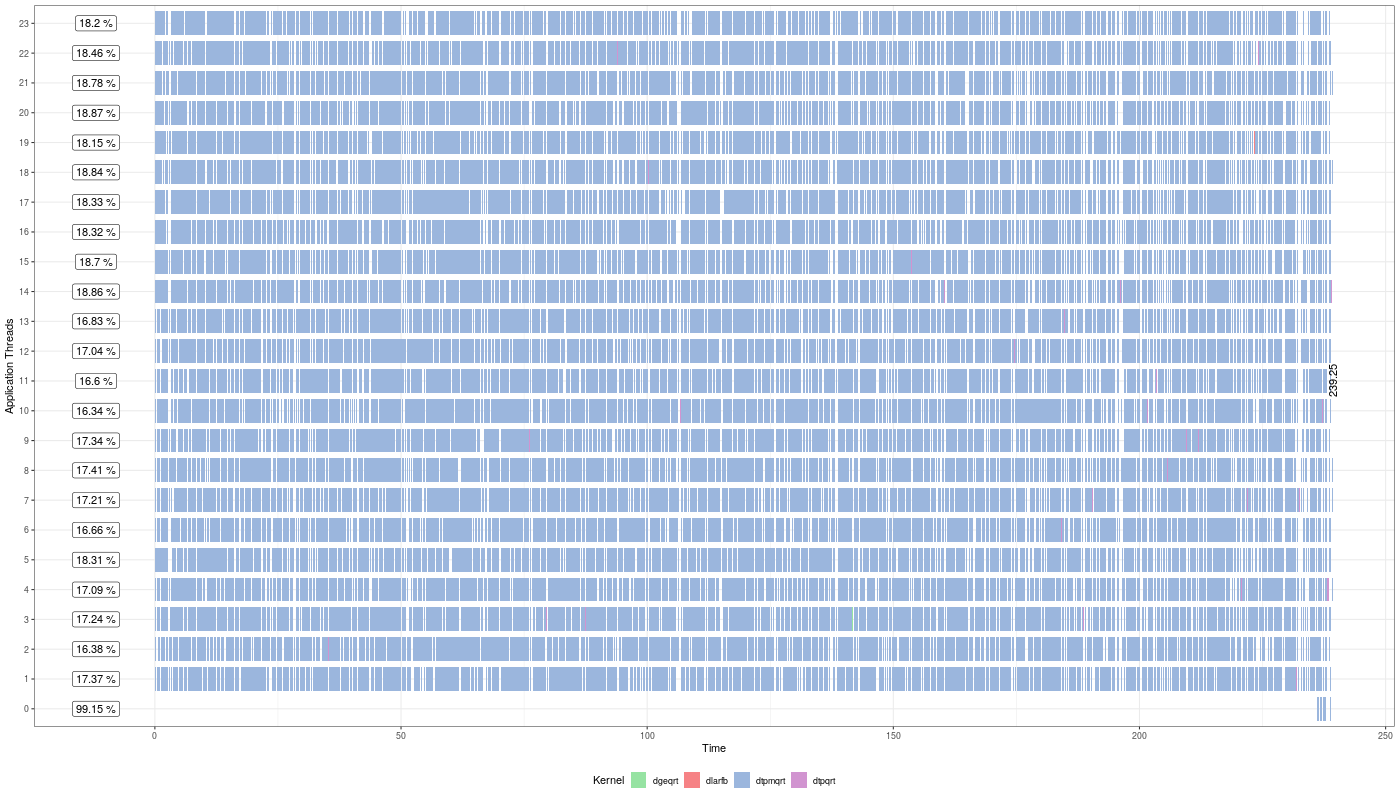 23 18.2 %
22 18.46 %
21 18.78 %
20 18.87 %
19 18.15 %
18 18.84 %
17 18.33 %
16 18.32 %
15 18.7 %
14 18.86 %
13 16.83 %
12 17.04 %
11 16.6 %
10 16.34 %
9 17.34 %
8 17.41 %
7 17.21 %
6 16.66 %
5 18.31 %
4 17.09 %
3 17.24 %
2 16.38 %
1 17.37 %
0 99.15 %
Application Threads
239.25
0 50 100 150 200 250
Time
Kernel dgeqrt dlarfb dtpmqrt dtpqrt